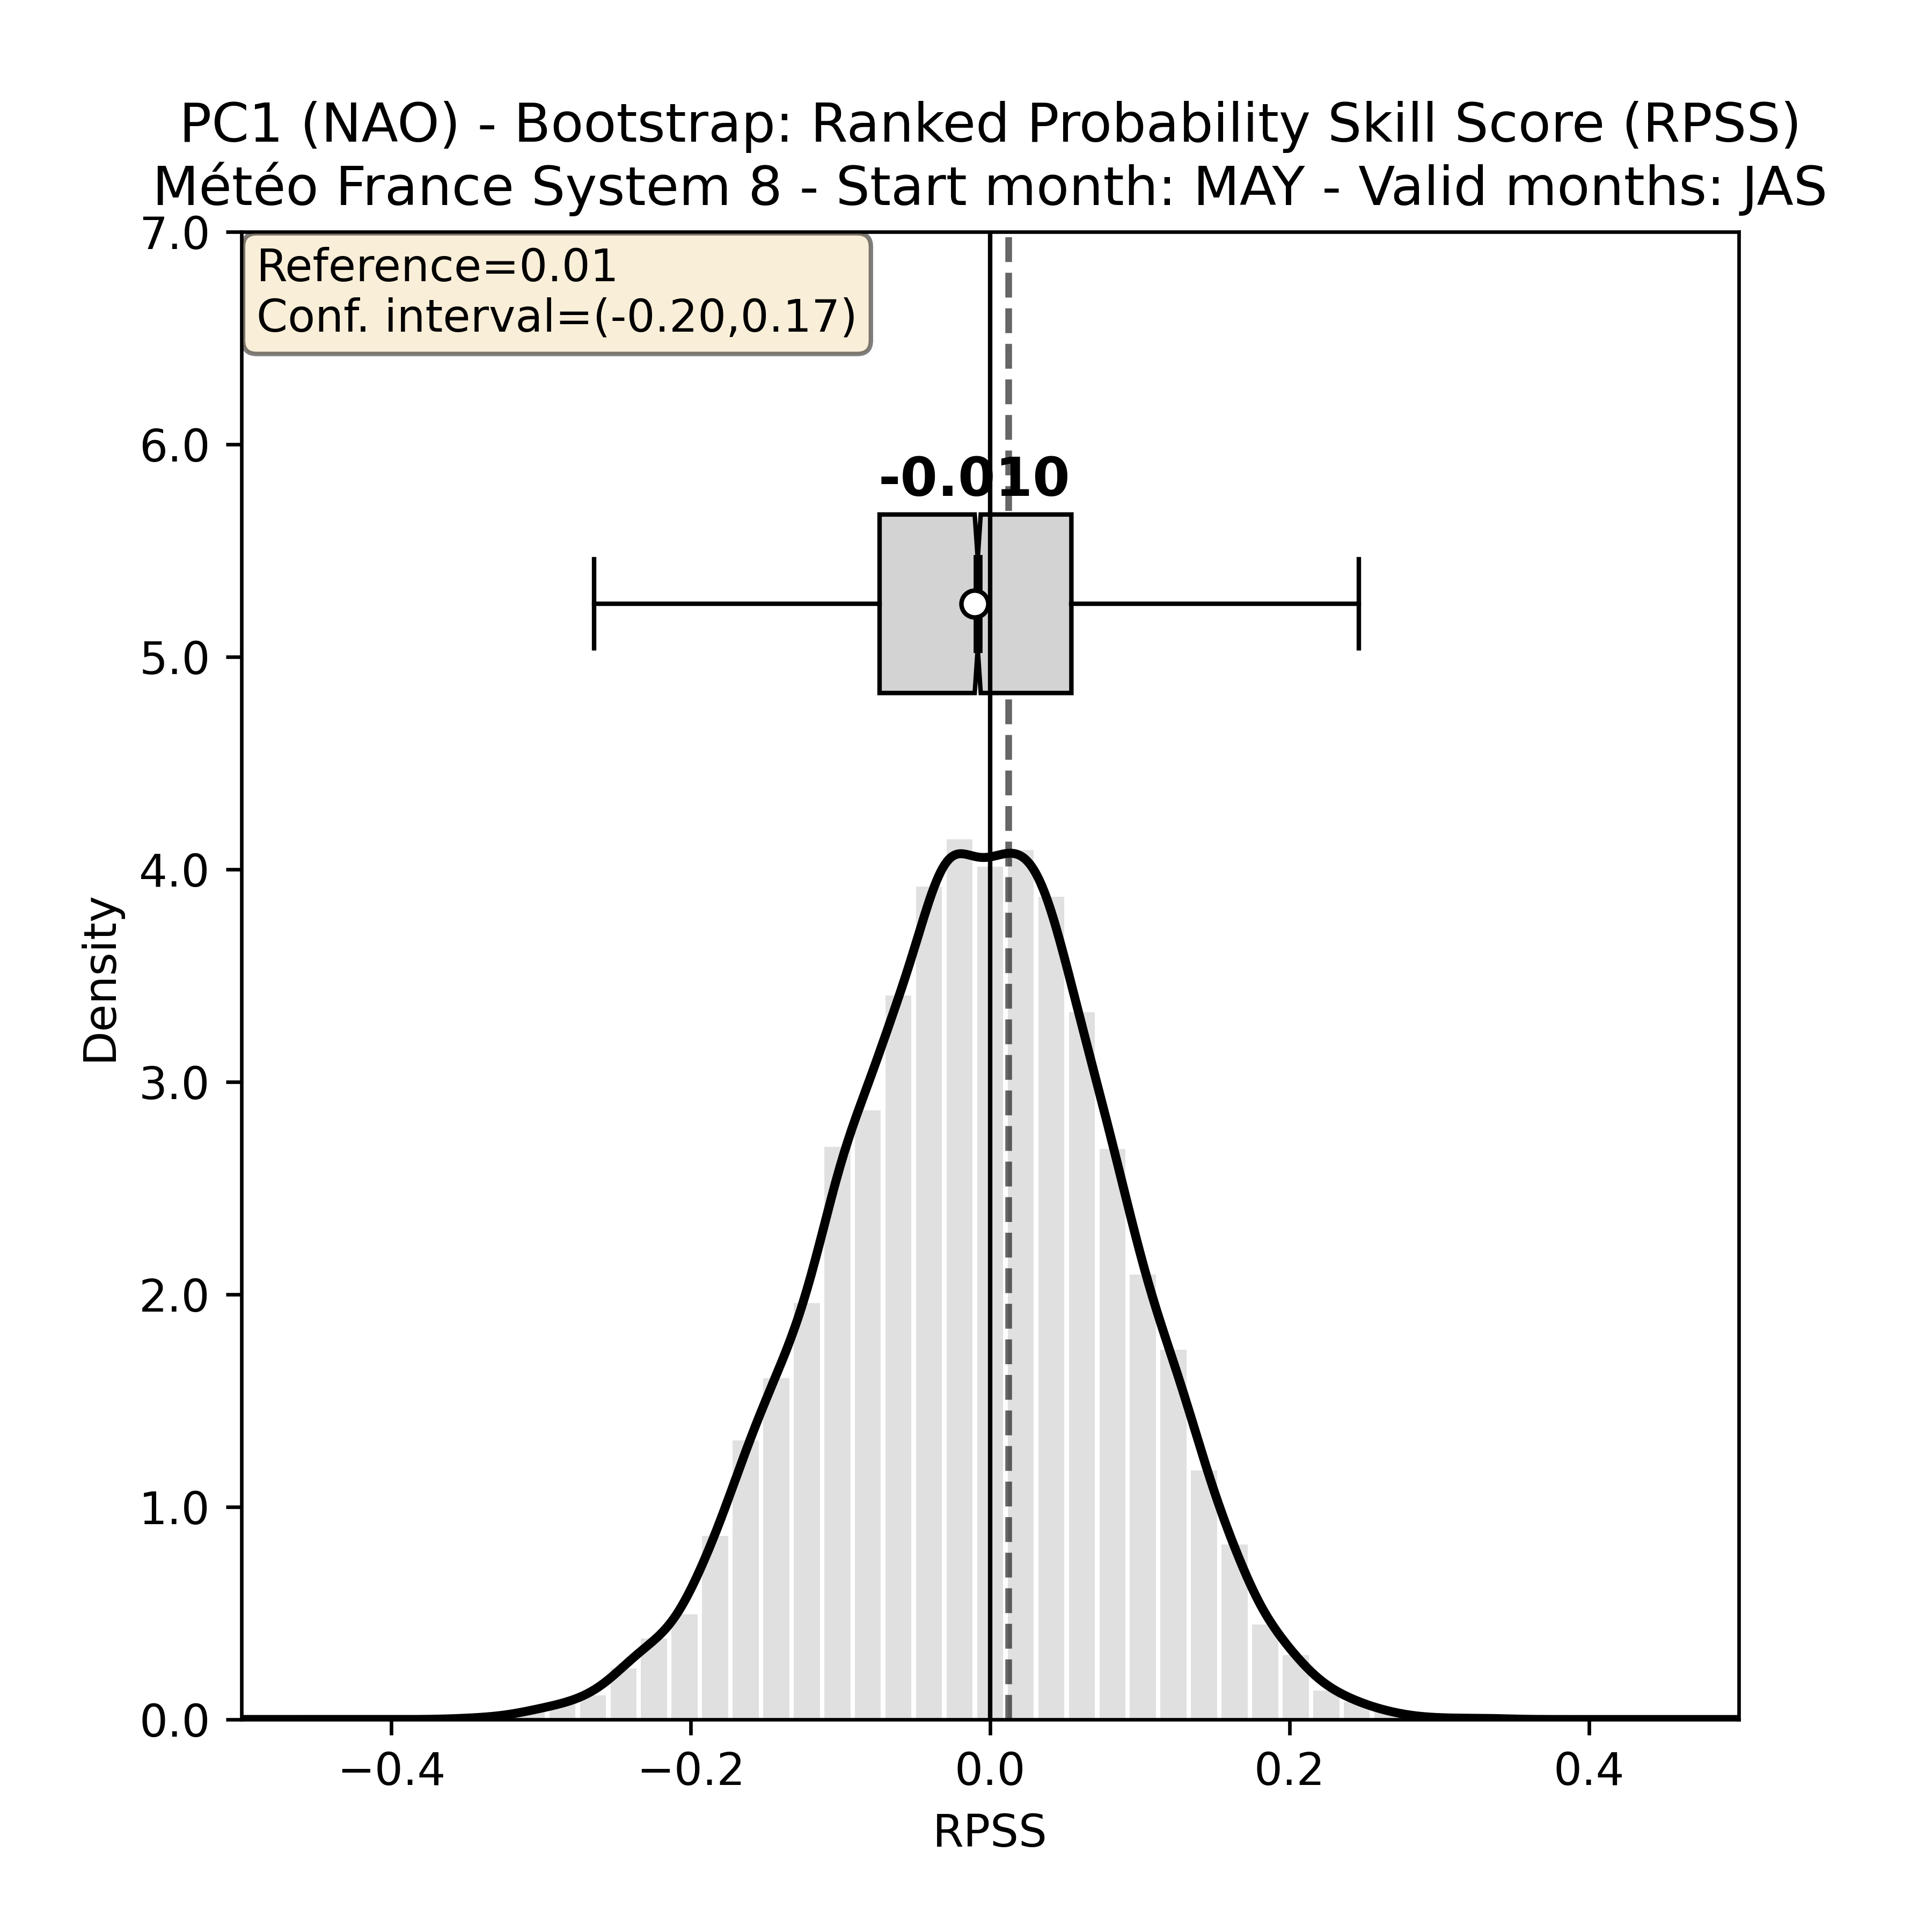 PC1 (NAO) - Bootstrap: Ranked Probability Skill Score (RPSS)
Météo France System 8 - Start month: MAY - Valid months: JAS
7.0
Reference=0.01
Conf. interval=(-0.20,0.17)
6.0
-0.010
5.0
4.0
Density
3.0
2.0
1.0
0.0
−0.4 −0.2 0.0 0.2 0.4
RPSS